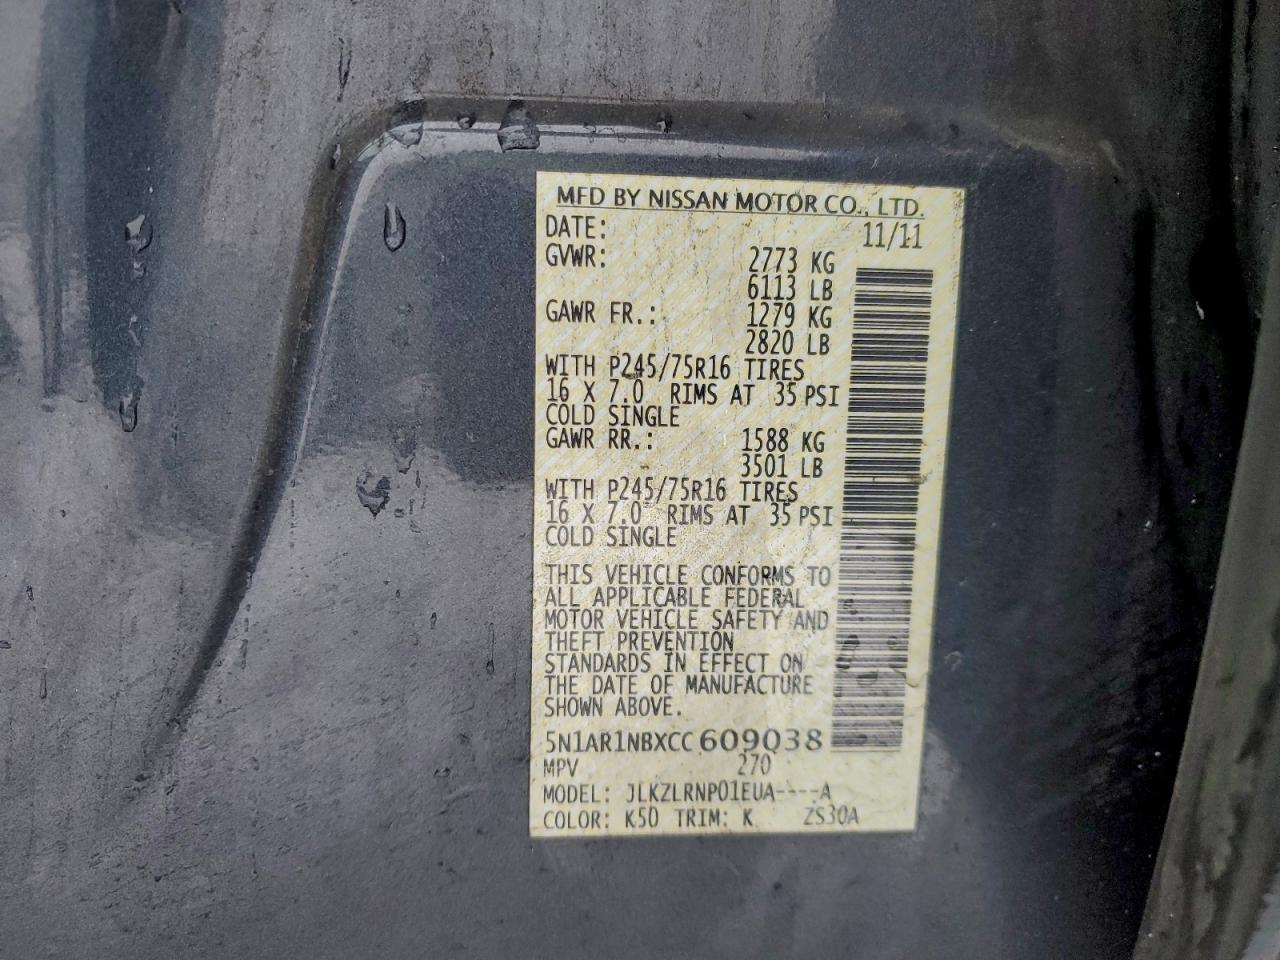 MFD BY NISSAN MOTOR CO., LTD.
DATE: 11/11
GVWR: 2773 KG
6113 LB
GAWR FR.: 1279 KG
2820 LB
WITH P245/75R16 TIRES
16 X 7.0 RIMS AT 35 PSI
COLD SINGLE
GAWR RR.: 1588 KG
3501 LB
WITH P245/75R16 TIRES
16 X 7.0 RIMS AT 35 PSI
COLD SINGLE
THIS VEHICLE CONFORMS TO
ALL APPLICABLE FEDERAL
MOTOR VEHICLE SAFETY AND
THEFT PREVENTION
STANDARDS IN EFFECT ON
THE DATE OF MANUFACTURE
SHOWN ABOVE.
5N1AR1NBXCC609038
MPV 270
MODEL: JLKZLRNP01EUA----A
COLOR: K50 TRIM: K ZS30A